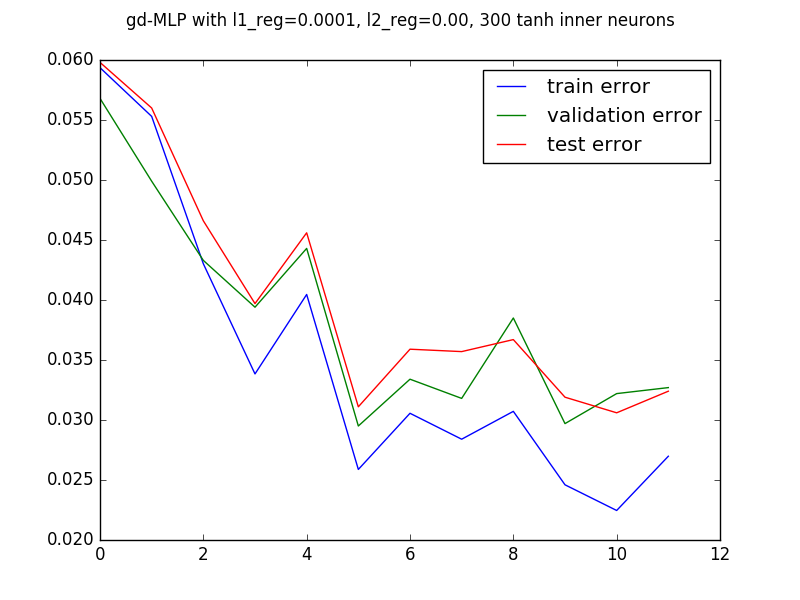 gd-MLP with l1_reg=0.0001, l2_reg=0.00, 300 tanh inner neurons
0.060
0.055
0.050
0.045
0.040
0.035
0.030
0.025
0.020
train error
validation error
test error
0 2 4 6 8 10 12